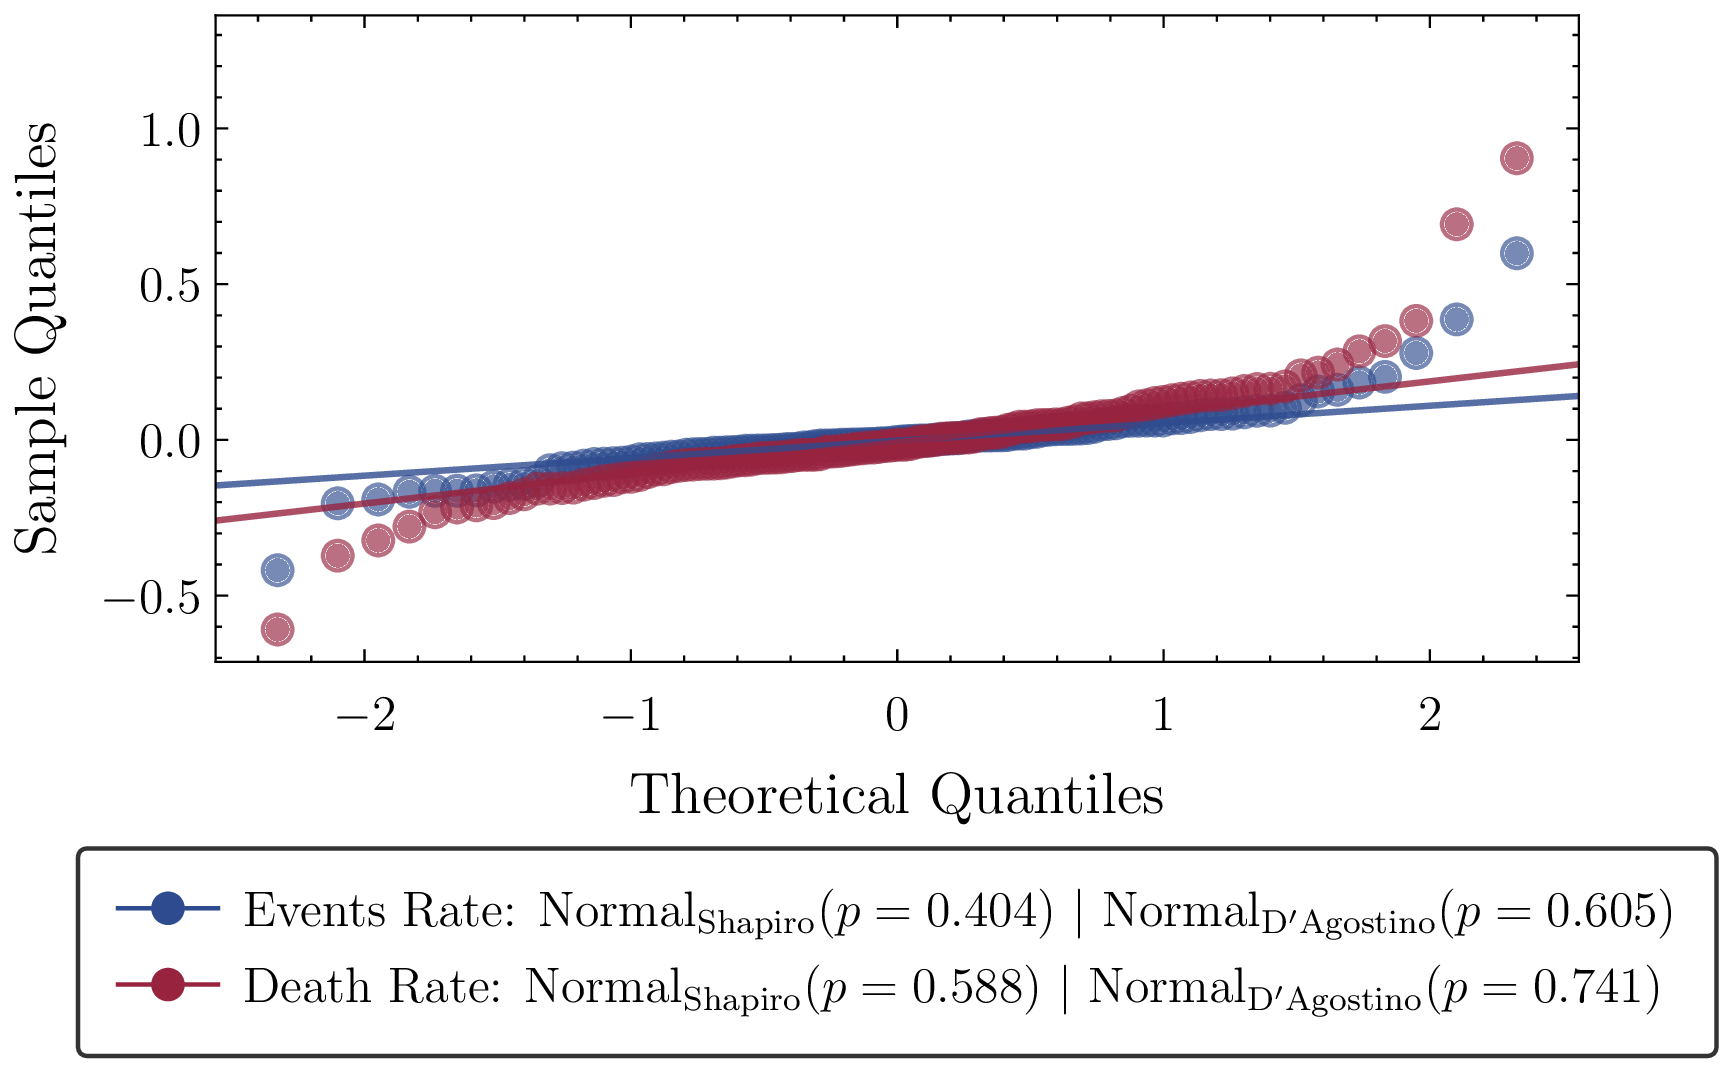 Sample Quantiles
1.0
0.5
0.0
−0.5
−2 −1 0 1 2
Theoretical Quantiles
Events Rate: Normal_Shapiro(p = 0.404) | Normal_D′Agostino(p = 0.605)
Death Rate: Normal_Shapiro(p = 0.588) | Normal_D′Agostino(p = 0.741)